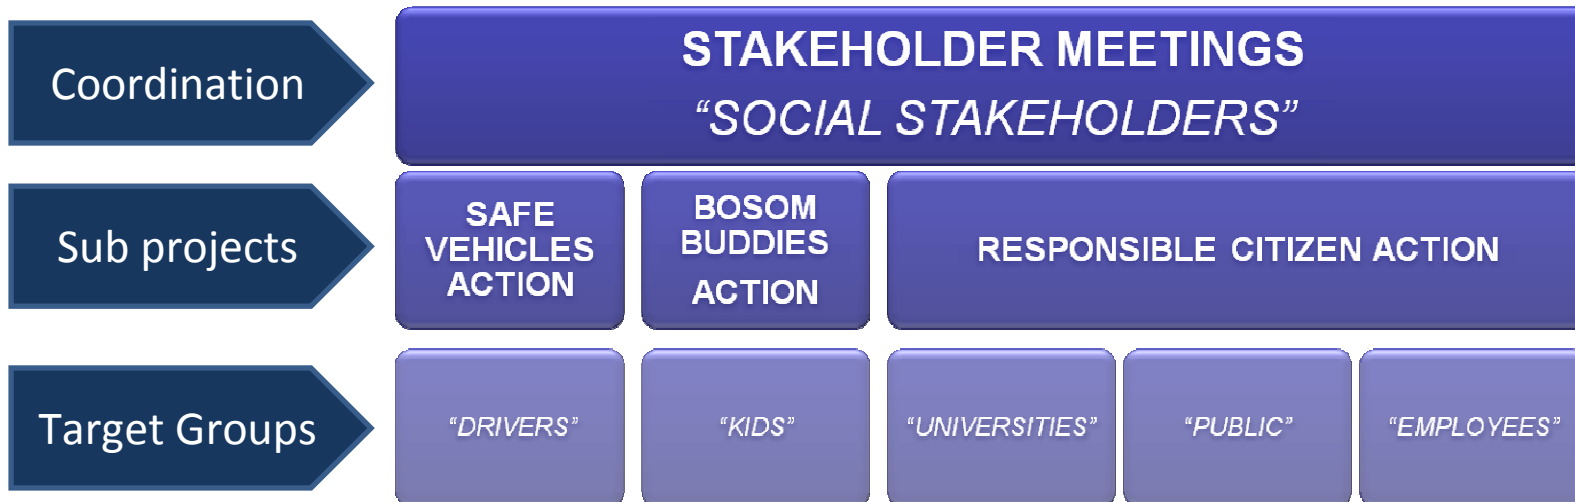 Coordination
STAKEHOLDER MEETINGS
“SOCIAL STAKEHOLDERS”
Sub projects
SAFE
VEHICLES
ACTION
BOSOM
BUDDIES
ACTION
RESPONSIBLE CITIZEN ACTION
Target Groups
“DRIVERS”
“KIDS”
“UNIVERSITIES”
“PUBLIC”
“EMPLOYEES”